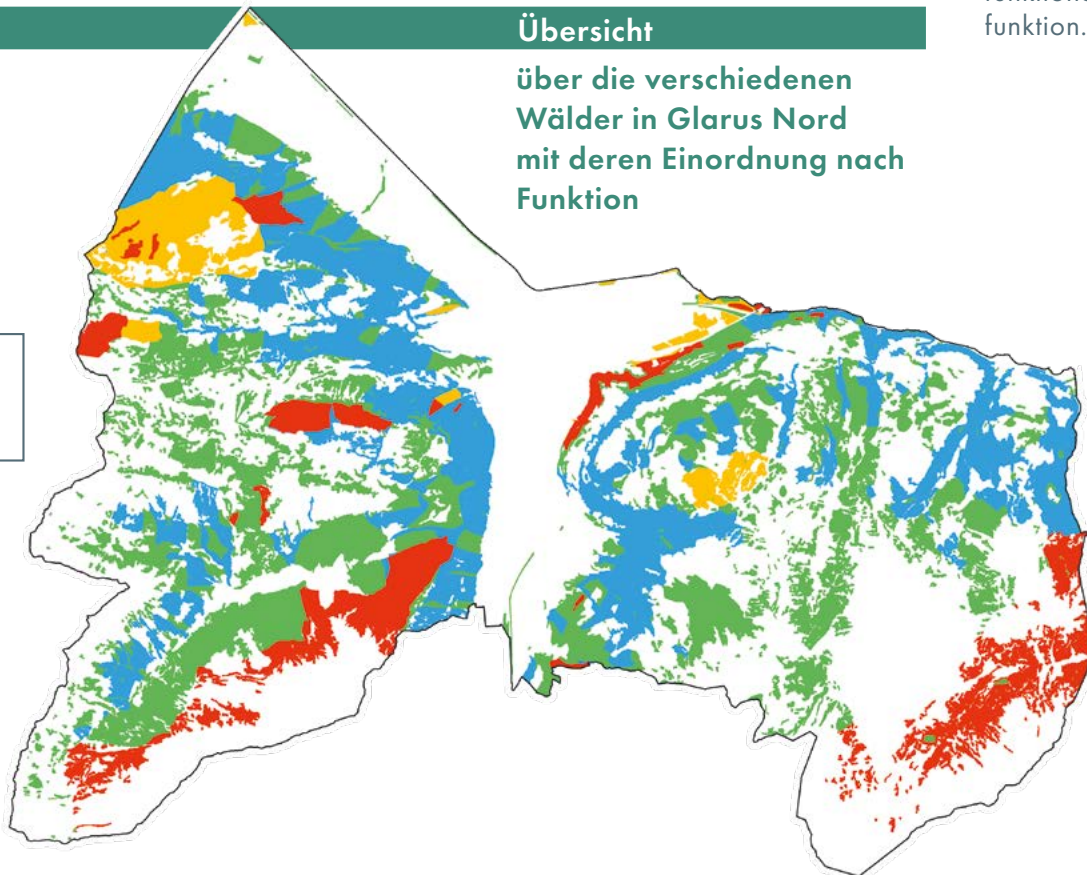 Übersicht
über die verschiedenen
Wälder in Glarus Nord
mit deren Einordnung nach
Funktion
funktion.